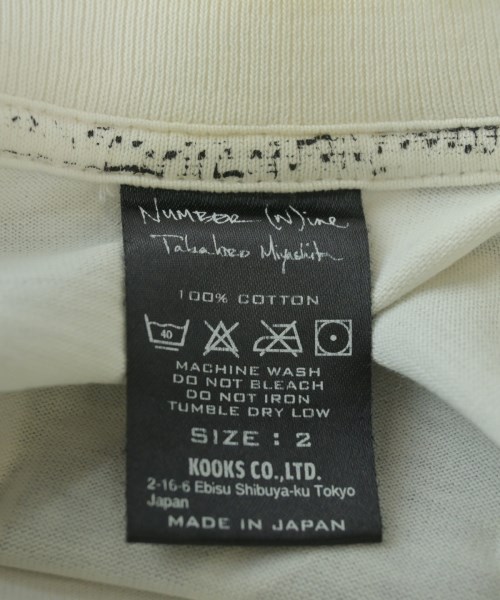 NUMBER (N)INE
Takahiro Miyashita
100% COTTON
40
MACHINE WASH
DO NOT BLEACH
DO NOT IRON
TUMBLE DRY LOW
SIZE : 2
KOOKS CO.,LTD.
2-16-6 Ebisu Shibuya-ku Tokyo
Japan
MADE IN JAPAN